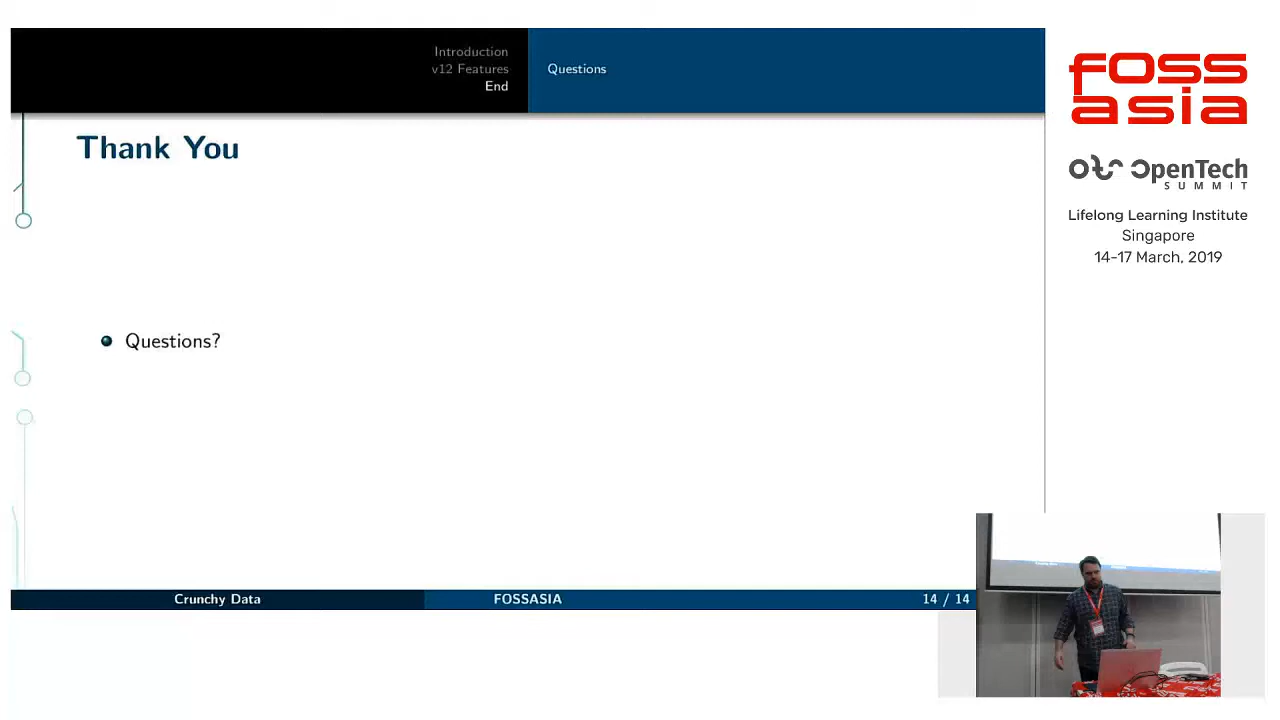 Introduction
v12 Features
End
Questions
Thank You
Questions?
Crunchy Data
FOSSASIA
14 / 14
FOSS
ASIA
OpenTech
SUMMIT
Lifelong Learning Institute
Singapore
14-17 March, 2019